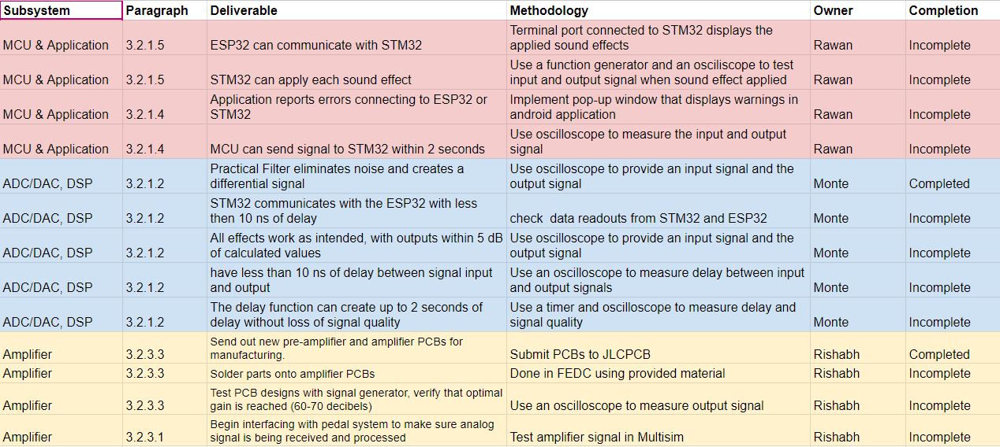 Subsystem Paragraph Deliverable Methodology Owner Completion
Terminal port connected to STM32 displays the
MCU & Application 3.2.1.5 ESP32 can communicate with STM32 applied sound effects Rawan Incomplete
Use a function generator and an osciliscope to test
MCU & Application 3.2.1.5 STM32 can apply each sound effect input and output signal when sound effect applied Rawan Incomplete
Application reports errors connecting to ESP32 or Implement pop-up window that displays warnings in
MCU & Application 3.2.1.4 STM32 android application Rawan Incomplete
Use oscilloscope to measure the input and output
MCU & Application 3.2.1.4 MCU can send signal to STM32 within 2 seconds signal Rawan Incomplete
Practical Filter eliminates noise and creates a Use oscilloscope to provide an input signal and the
ADC/DAC, DSP 3.2.1.2 differential signal output signal Monte Completed
STM32 communicates with the ESP32 with less
ADC/DAC, DSP 3.2.1.2 then 10 ns of delay check  data readouts from STM32 and ESP32 Monte Incomplete
All effects work as intended, with outputs within 5 dB Use oscilloscope to provide an input signal and the
ADC/DAC, DSP 3.2.1.2 of calculated values output signal Monte Incomplete
have less than 10 ns of delay between signal input Use an oscilloscope to measure delay between input
ADC/DAC, DSP 3.2.1.2 and output and output signals Monte Incomplete
The delay function can create up to 2 seconds of Use a timer and oscilloscope to measure delay and
ADC/DAC, DSP 3.2.1.2 delay without loss of signal quality signal quality Monte Incomplete
Send out new pre-amplifier and amplifier PCBs for
Amplifier 3.2.3.3 manufacturing. Submit PCBs to JLCPCB Rishabh Completed
Amplifier 3.2.3.3 Solder parts onto amplifier PCBs Done in FEDC using provided material Rishabh Incomplete
Test PCB designs with signal generator, verify that optimal
Amplifier 3.2.3.3 gain is reached (60-70 decibels) Use an oscilloscope to measure output signal Rishabh Incomplete
Begin interfacing with pedal system to make sure analog
Amplifier 3.2.3.1 signal is being received and processed Test amplifier signal in Multisim Rishabh Incomplete